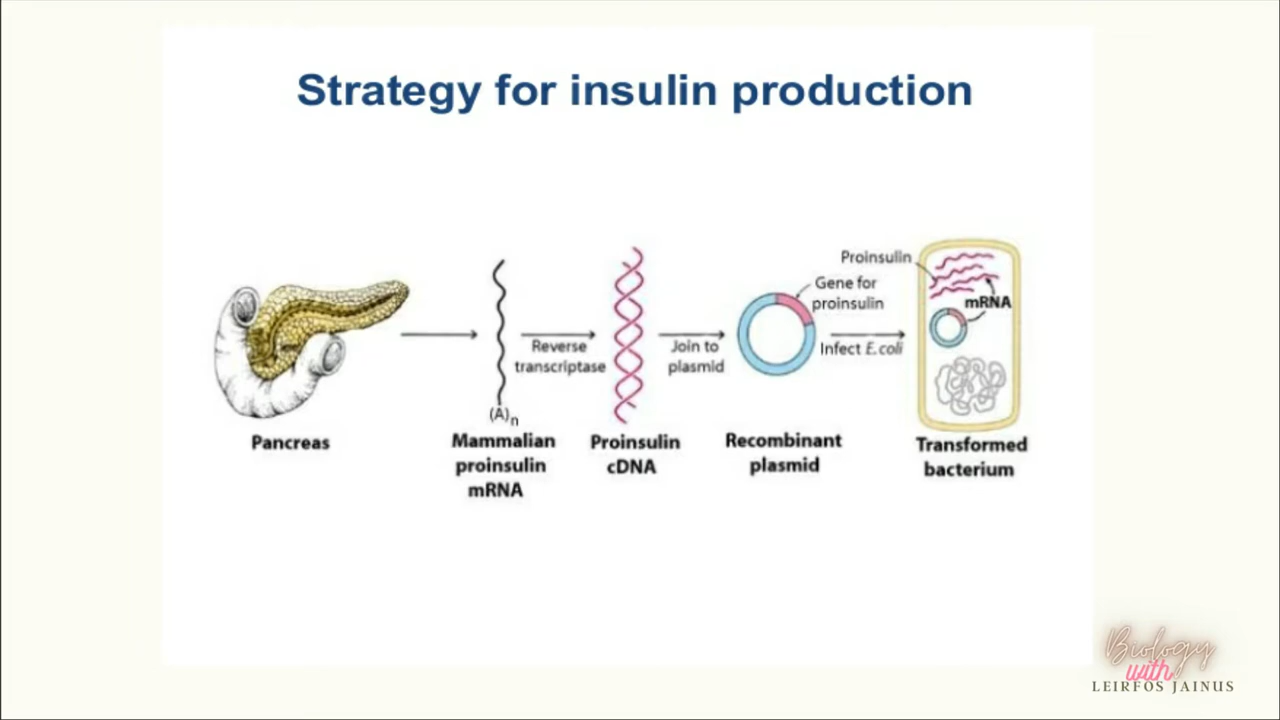 Strategy for insulin production
Proinsulin
Gene for
proinsulin
mRNA
Reverse
transcriptase
Join to
plasmid
Infect E.coli
(A)n
Pancreas
Mammalian
proinsulin
mRNA
Proinsulin
cDNA
Recombinant
plasmid
Transformed
bacterium
Biology
with
LEIRFOS JAINUS